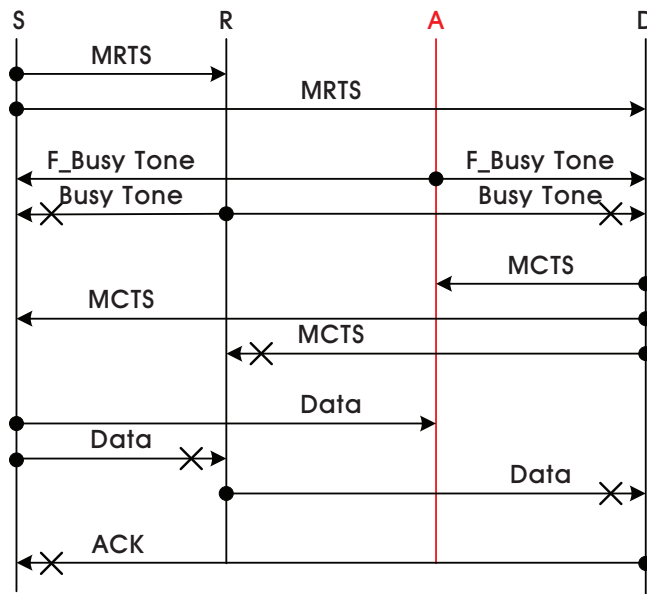 S R A D
MRTS
MRTS
F_Busy Tone F_Busy Tone
Busy Tone Busy Tone
MCTS
MCTS
MCTS
Data
Data
Data
ACK